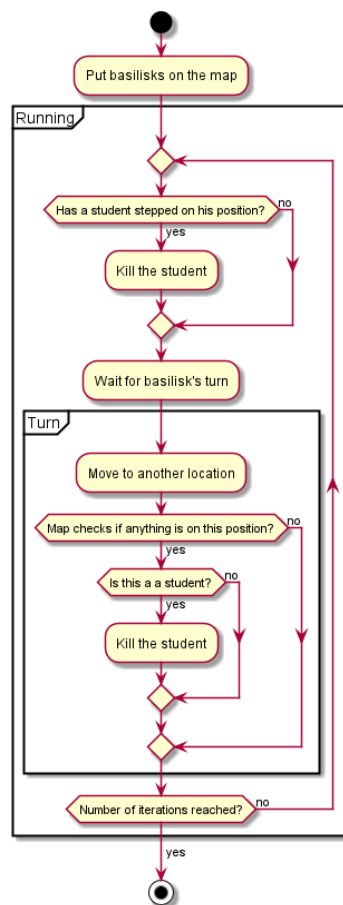 Put basilisks on the map
Running
Has a student stepped on his position?
no
yes
Kill the student
Wait for basilisk's turn
Turn
Move to another location
Map checks if anything is on this position?
no
yes
Is this a a student?
no
yes
Kill the student
Number of iterations reached?
no
yes